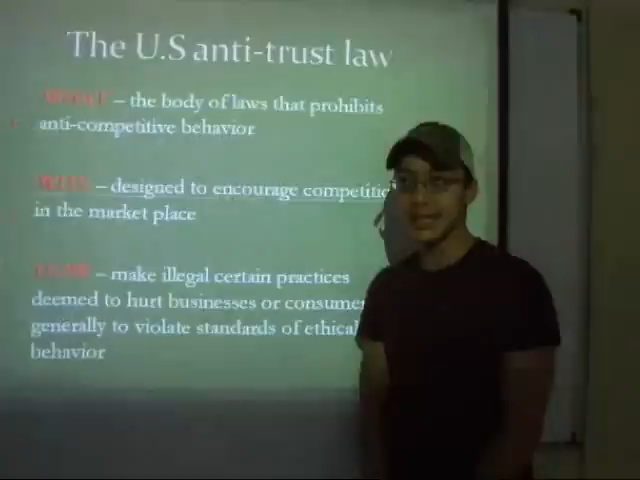 The U.S anti-trust law
– the body of laws that prohibits
anti-competitive behavior
– designed to encourage
in the market place
– make illegal certain practices
deemed to hurt businesses or
generally to violate standards of ethical
behavior